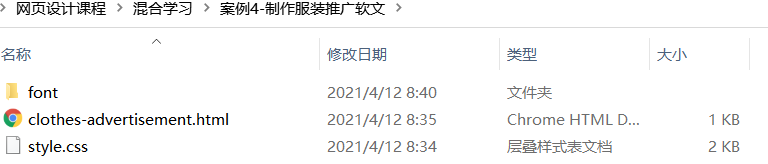 网页设计课程 > 混合学习 > 案例4-制作服装推广软文 >
名称 修改日期 类型 大小
font 2021/4/12 8:40 文件夹
clothes-advertisement.html 2021/4/12 8:35 Chrome HTML D... 1 KB
style.css 2021/4/12 8:34 层叠样式表文档 2 KB